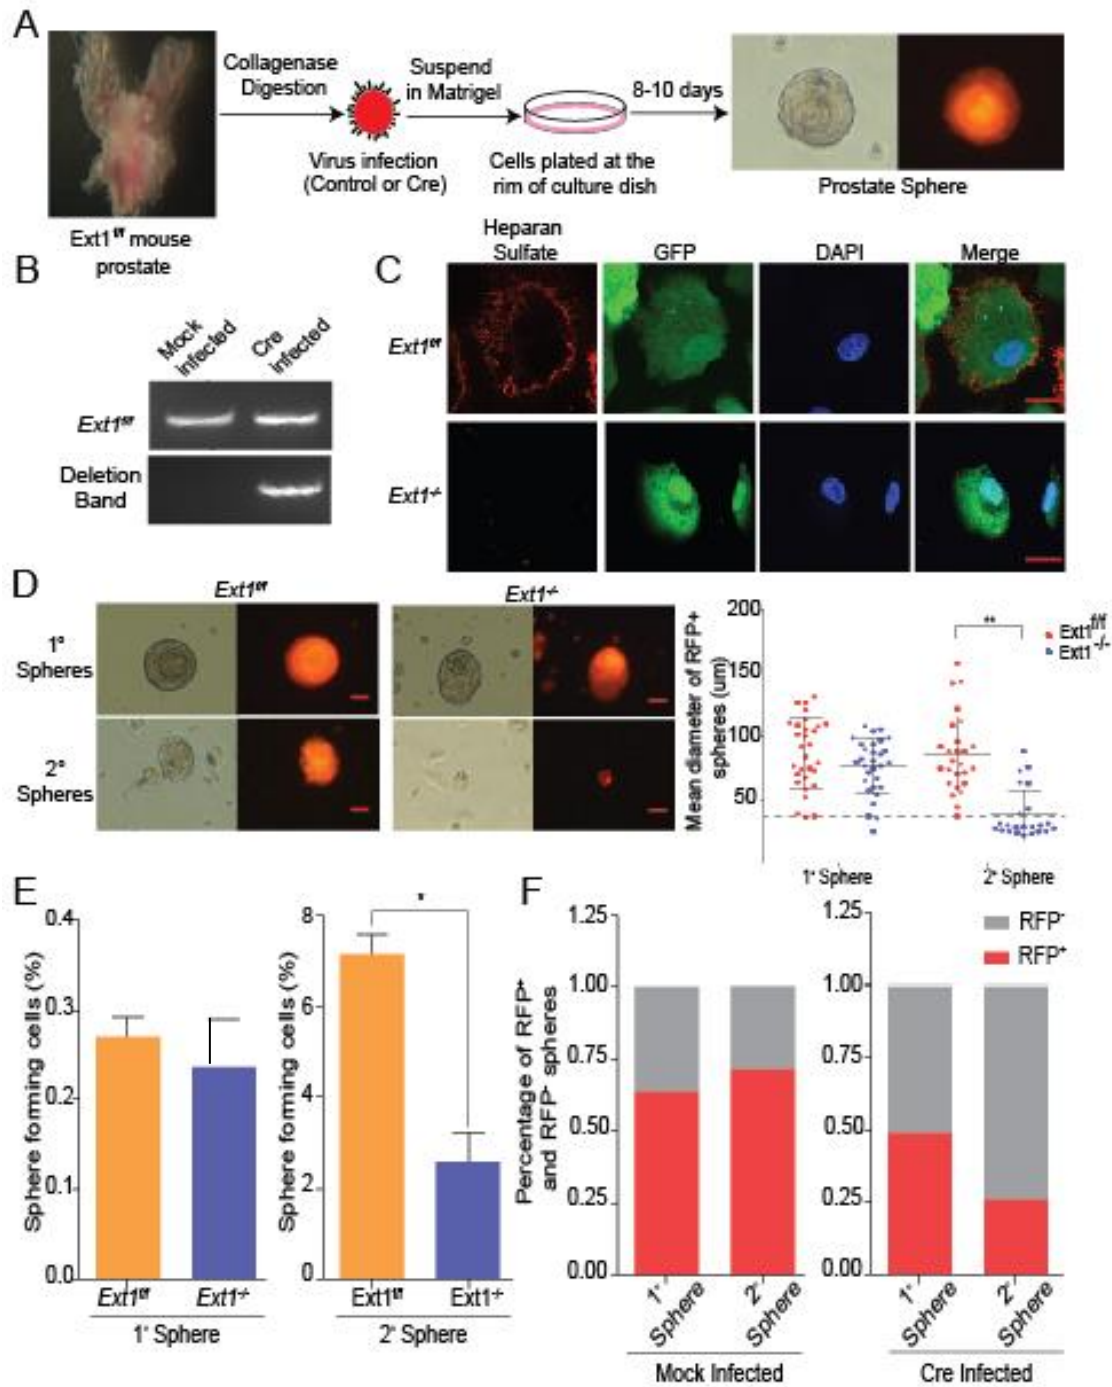 A
Collagenase
Digestion
Suspend
in Matrigel
8-10 days
Virus infection
(Control or Cre)
Cells plated at the
rim of culture dish
Prostate Sphere
Ext1f/f mouse
prostate
B
Mock
infected
Cre
infected
Ext1f/f
Deletion
Band
C
Heparan
Sulfate
GFP
DAPI
Merge
Ext1f/f
Ext1-/-
D
Ext1f/f
Ext1-/-
1°
Spheres
2°
Spheres
Mean diameter of RFP+
spheres (um)
200
150
100
50
**
Ext1f/f
Ext1-/-
1° Sphere
2° Sphere
E
Sphere forming cells (%)
0.4
0.3
0.2
0.1
0.0
Ext1f/f
Ext1-/-
1° Sphere
Sphere forming cells (%)
8
6
4
2
0
*
Ext1f/f
Ext1-/-
2° Sphere
F
Percentage of RFP+
and RFP- spheres
1.25
1.00
0.75
0.50
0.25
0.00
1° Sphere
2° Sphere
Mock Infected
1.25
1.00
0.75
0.50
0.25
0.00
RFP-
RFP+
1° Sphere
2° Sphere
Cre Infected